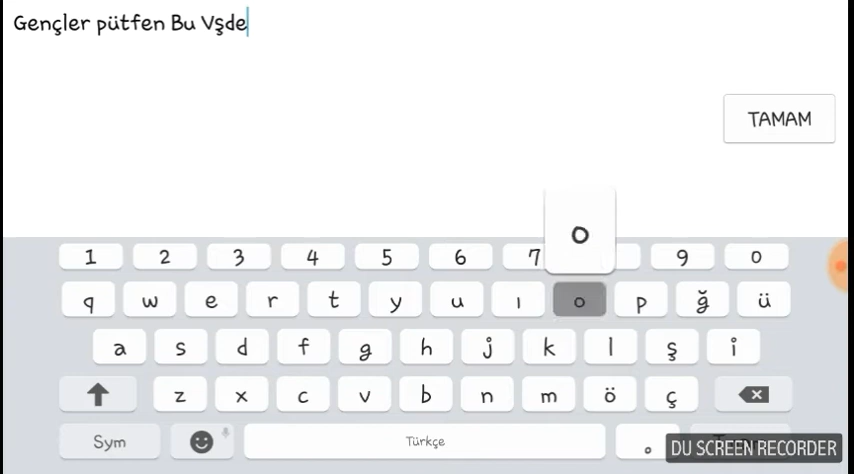 Gençler pütfen Bu Vşde
TAMAM
o
1 2 3 4 5 6 7 9 0
q w e r t y u ı o p ğ ü
a s d f g h j k l ş i
z x c v b n m ö ç
Sym Türkçe .
DU SCREEN RECORDER